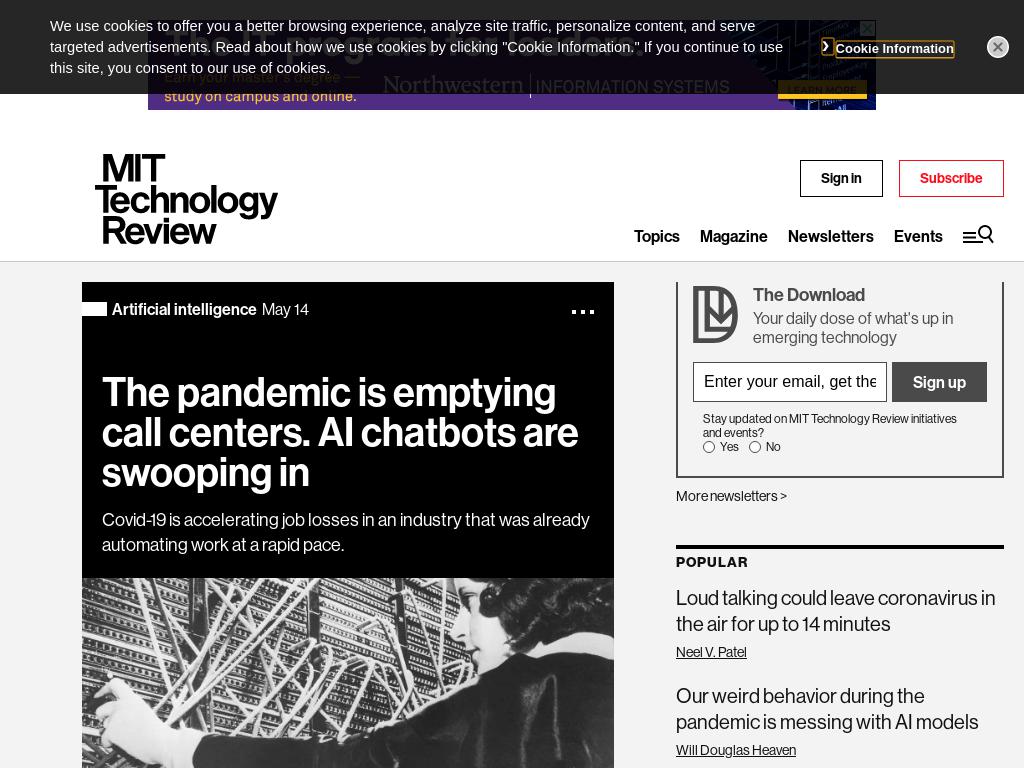 We use cookies to offer you a better browsing experience, analyze site traffic, personalize content, and serve
targeted advertisements. Read about how we use cookies by clicking "Cookie Information." If you continue to use
this site, you consent to our use of cookies.
Cookie Information
Earn your master's degree —
study on campus and online.
Northwestern
INFORMATION SYSTEMS
LEARN MORE
MIT
Technology
Review
Sign in
Subscribe
Topics
Magazine
Newsletters
Events
Artificial intelligence May 14
The pandemic is emptying
call centers. AI chatbots are
swooping in
Covid-19 is accelerating job losses in an industry that was already
automating work at a rapid pace.
The Download
Your daily dose of what's up in
emerging technology
Enter your email, get the
Sign up
Stay updated on MIT Technology Review initiatives
and events?
Yes No
More newsletters >
POPULAR
Loud talking could leave coronavirus in
the air for up to 14 minutes
Neel V. Patel
Our weird behavior during the
pandemic is messing with AI models
Will Douglas Heaven